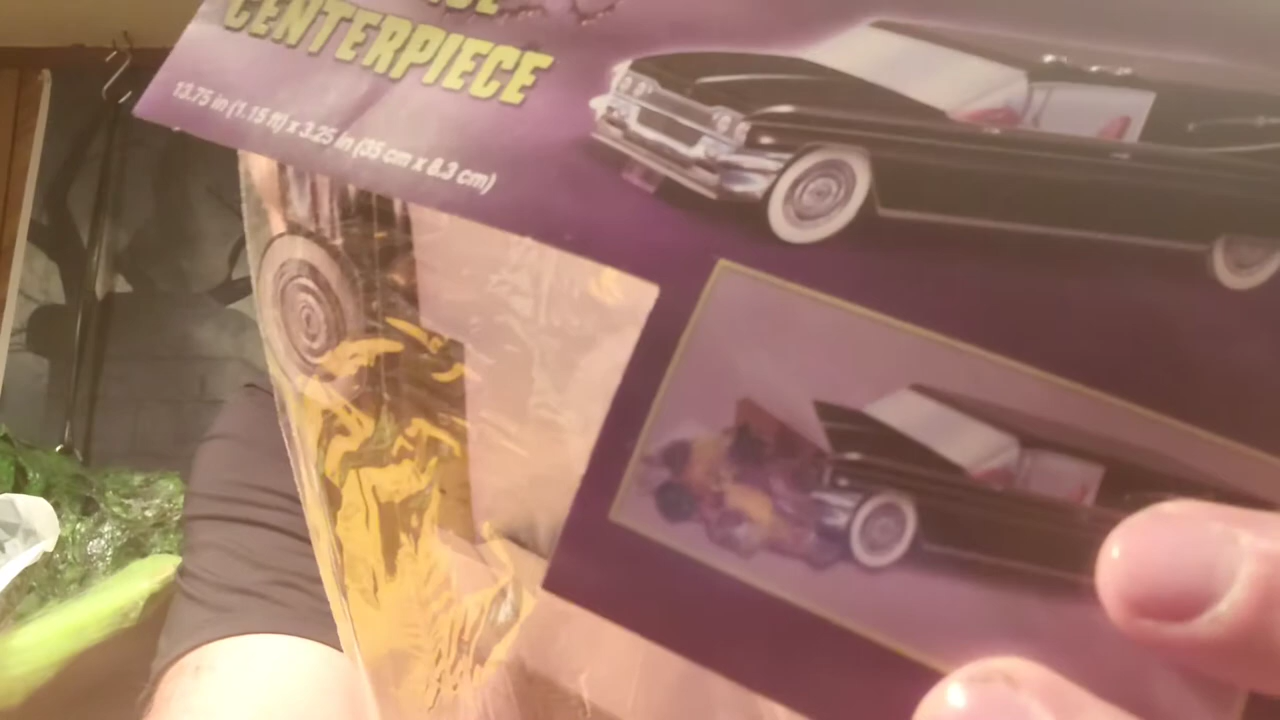 CENTERPIECE
13.75 in (1.15 ft) x 3.25 in (35 cm x 8.3 cm)